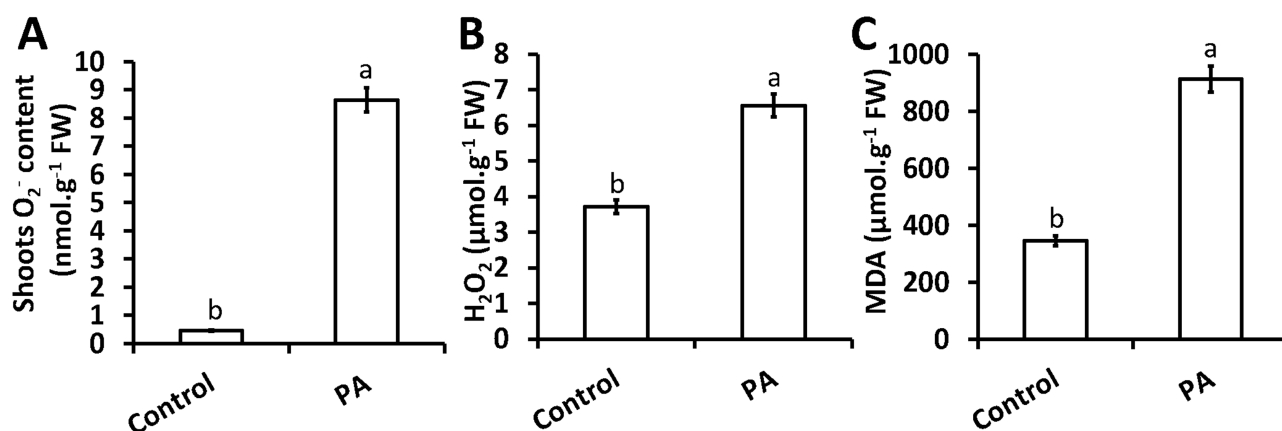 A
Shoots O₂⁻ content
(nmol.g⁻¹ FW)
10
9
8
7
6
5
4
3
2
1
0
b
a
Control
PA
B
H₂O₂ (µmol.g⁻¹ FW)
8
7
6
5
4
3
2
1
0
b
a
Control
PA
C
MDA (µmol.g⁻¹ FW)
1000
800
600
400
200
0
b
a
Control
PA